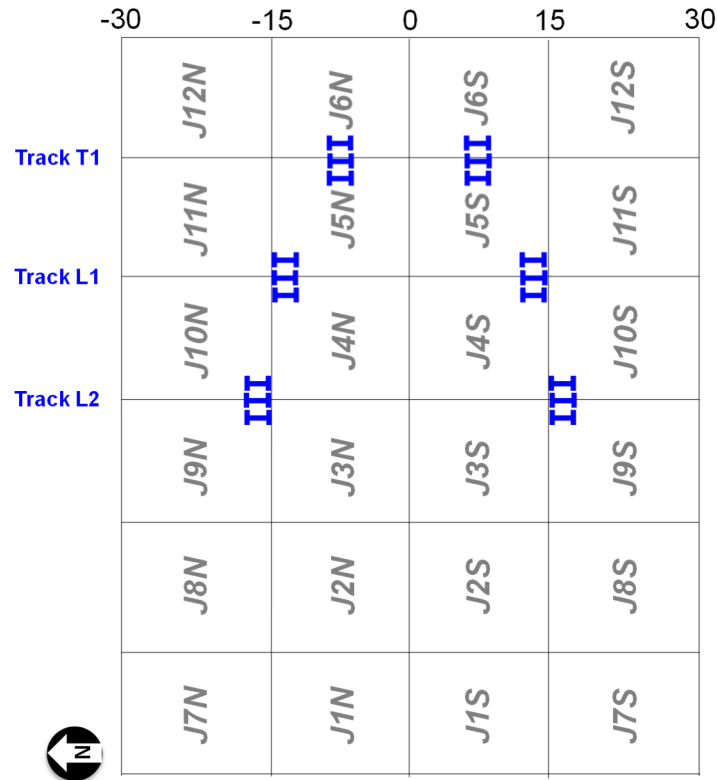 -30 -15 0 15 30
J12N J6N J6S J12S
Track T1
J11N J5N J5S J11S
Track L1
J10N J4N J4S J10S
Track L2
J9N J3N J3S J9S
J8N J2N J2S J8S
J7N J1N J1S J7S
N